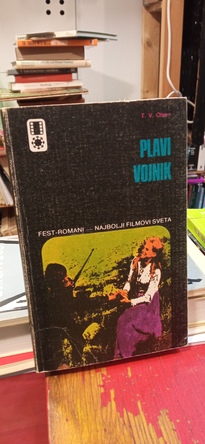 T. V. Olsen
PLAVI
VOJNIK
FEST-ROMANI ... NAJBOLJI FILMOVI SVETA